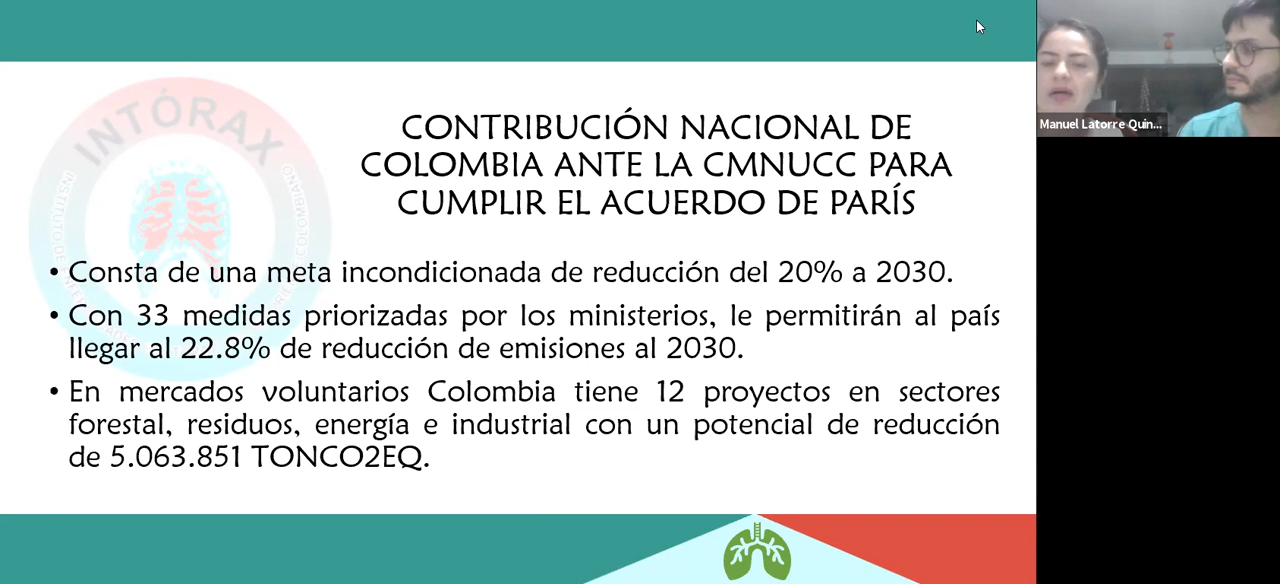 INTÓRAX
CONTRIBUCIÓN NACIONAL DE
COLOMBIA ANTE LA CMNUCC PARA
CUMPLIR EL ACUERDO DE PARÍS
• Consta de una meta incondicionada de reducción del 20% a 2030.
• Con 33 medidas priorizadas por los ministerios, le permitirán al país
llegar al 22.8% de reducción de emisiones al 2030.
• En mercados voluntarios Colombia tiene 12 proyectos en sectores
forestal, residuos, energía e industrial con un potencial de reducción
de 5.063.851 TONCO2EQ.
Manuel Latorre Quin...